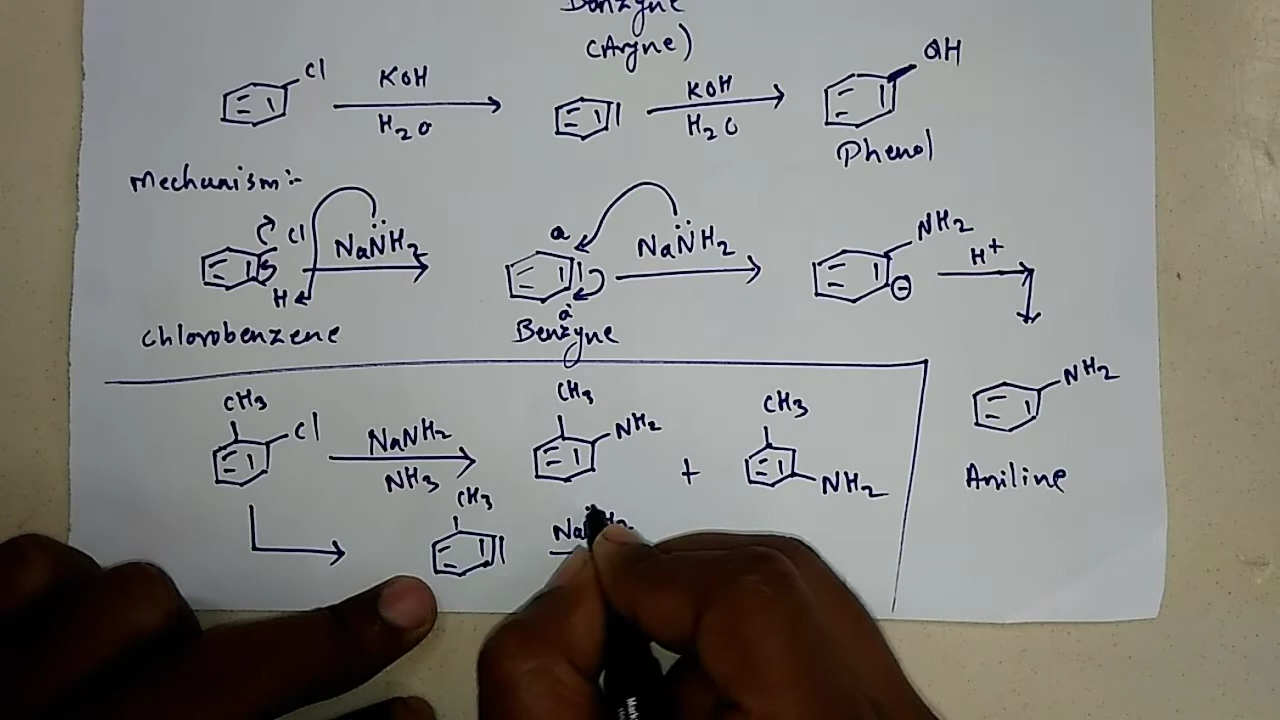 Benzyne
(Aryne)
Cl KOH KOH OH
H2O H2O
Phenol
Mechanism:-
Cl NaNH2 a NaNH2 NH2 H+
H a' ⊖
Chlorobenzene Benzyne
CH3 CH3 CH3 NH2
Cl NaNH2 NH2
NH3 + NH2 Aniline
CH3